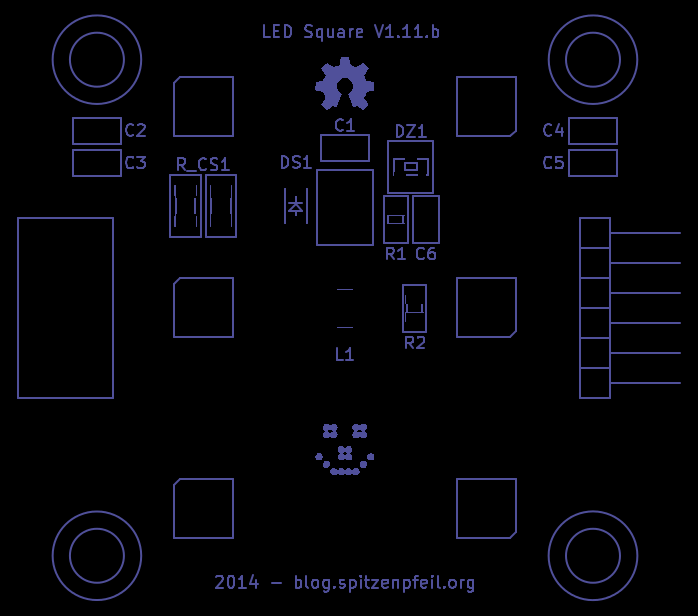 LED Square V1.11.b
C1
DZ1
C2
C4
C3
R_CS1
DS1
C5
R1 C6
R2
L1
2014 - blog.spitzenpfeil.org